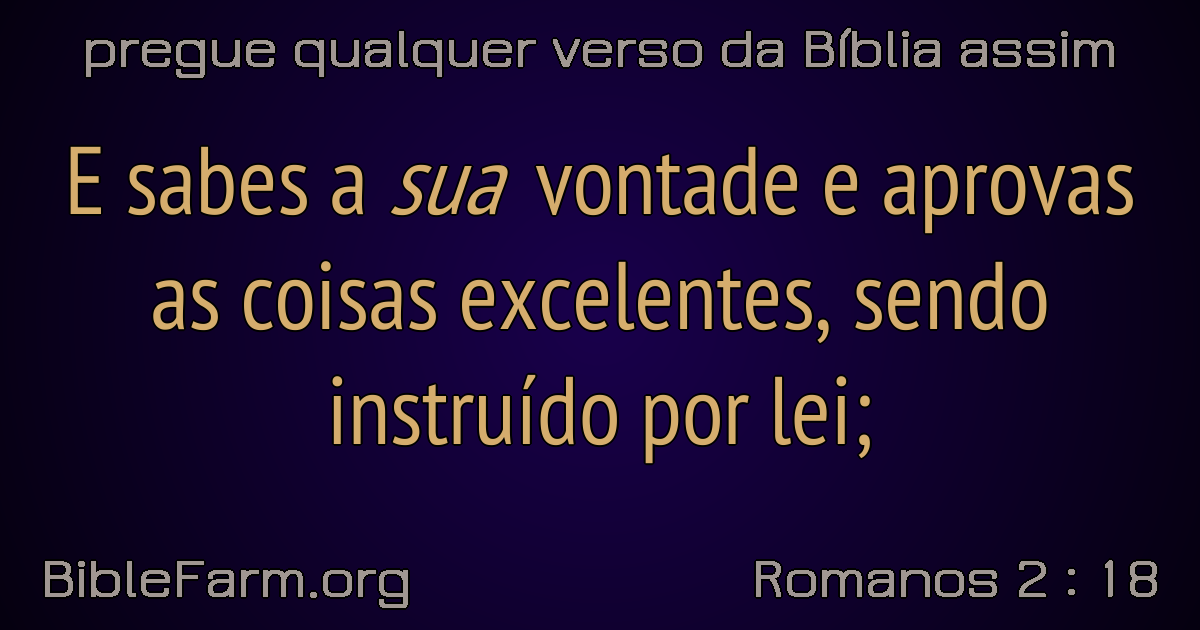 pregue qualquer verso da Bíblia assim
E sabes a sua vontade e aprovas
as coisas excelentes, sendo
instruído por lei;
BibleFarm.org
Romanos 2 : 18